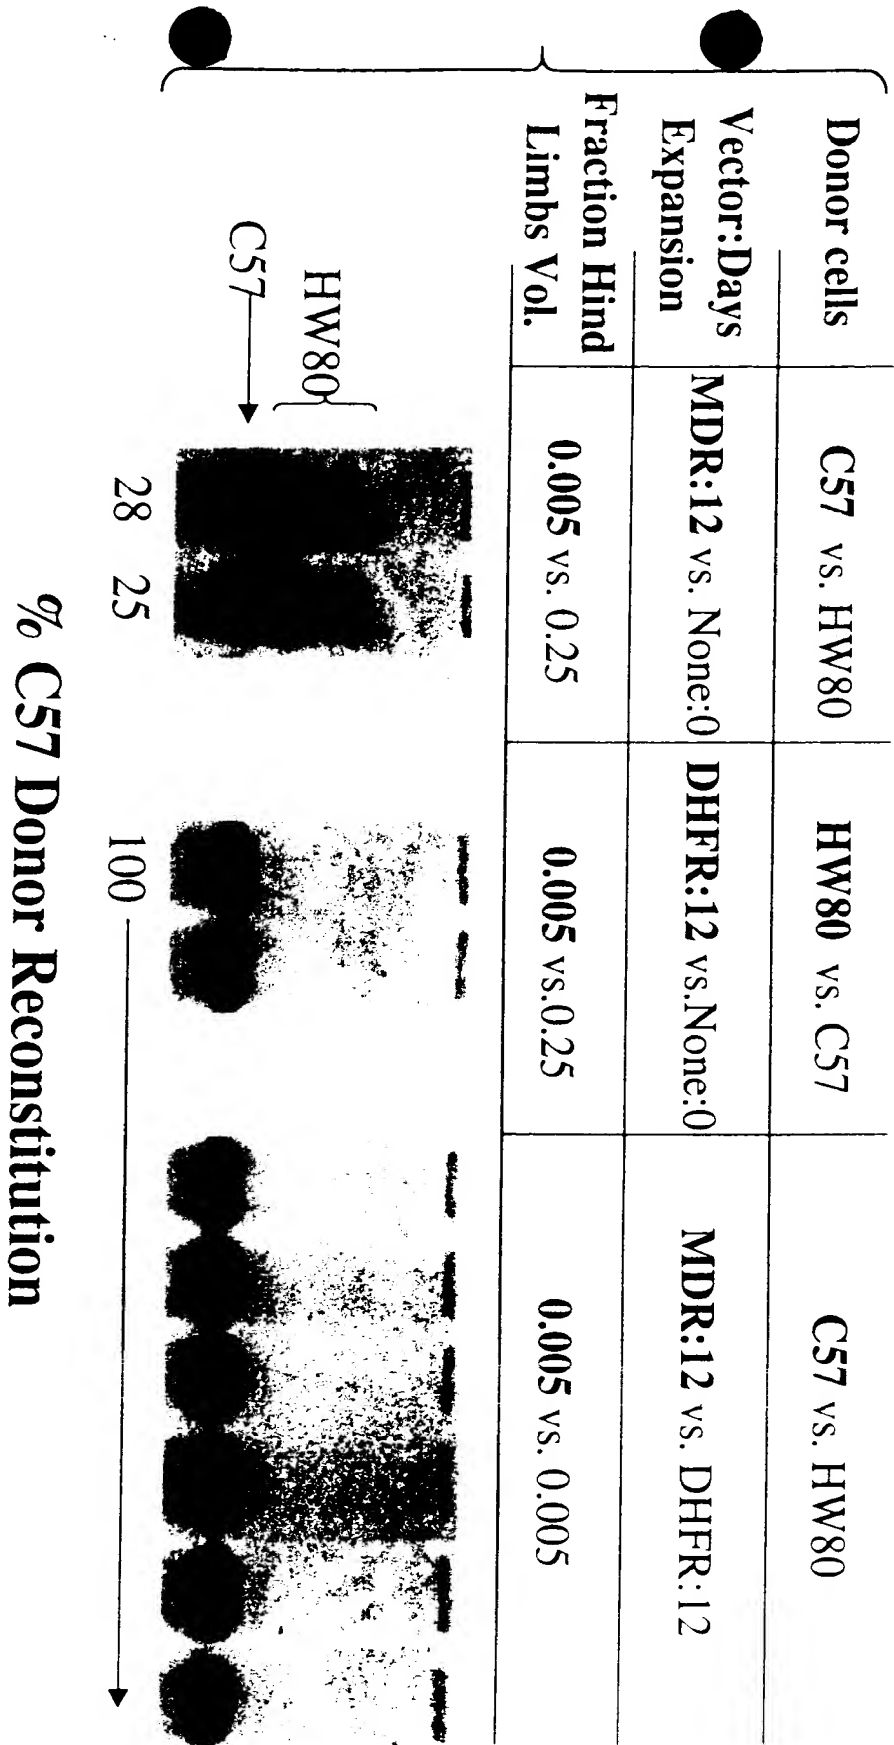 Donor cells
C57 vs. HW80
HW80 vs. C57
C57 vs. HW80
Vector:Days
Expansion
MDR:12 vs. None:0
DHFR:12 vs.None:0
MDR:12 vs. DHFR:12
Fraction Hind
Limbs Vol.
0.005 vs. 0.25
0.005 vs.0.25
0.005 vs. 0.005
HW80
C57
28 25 100
% C57 Donor Reconstitution